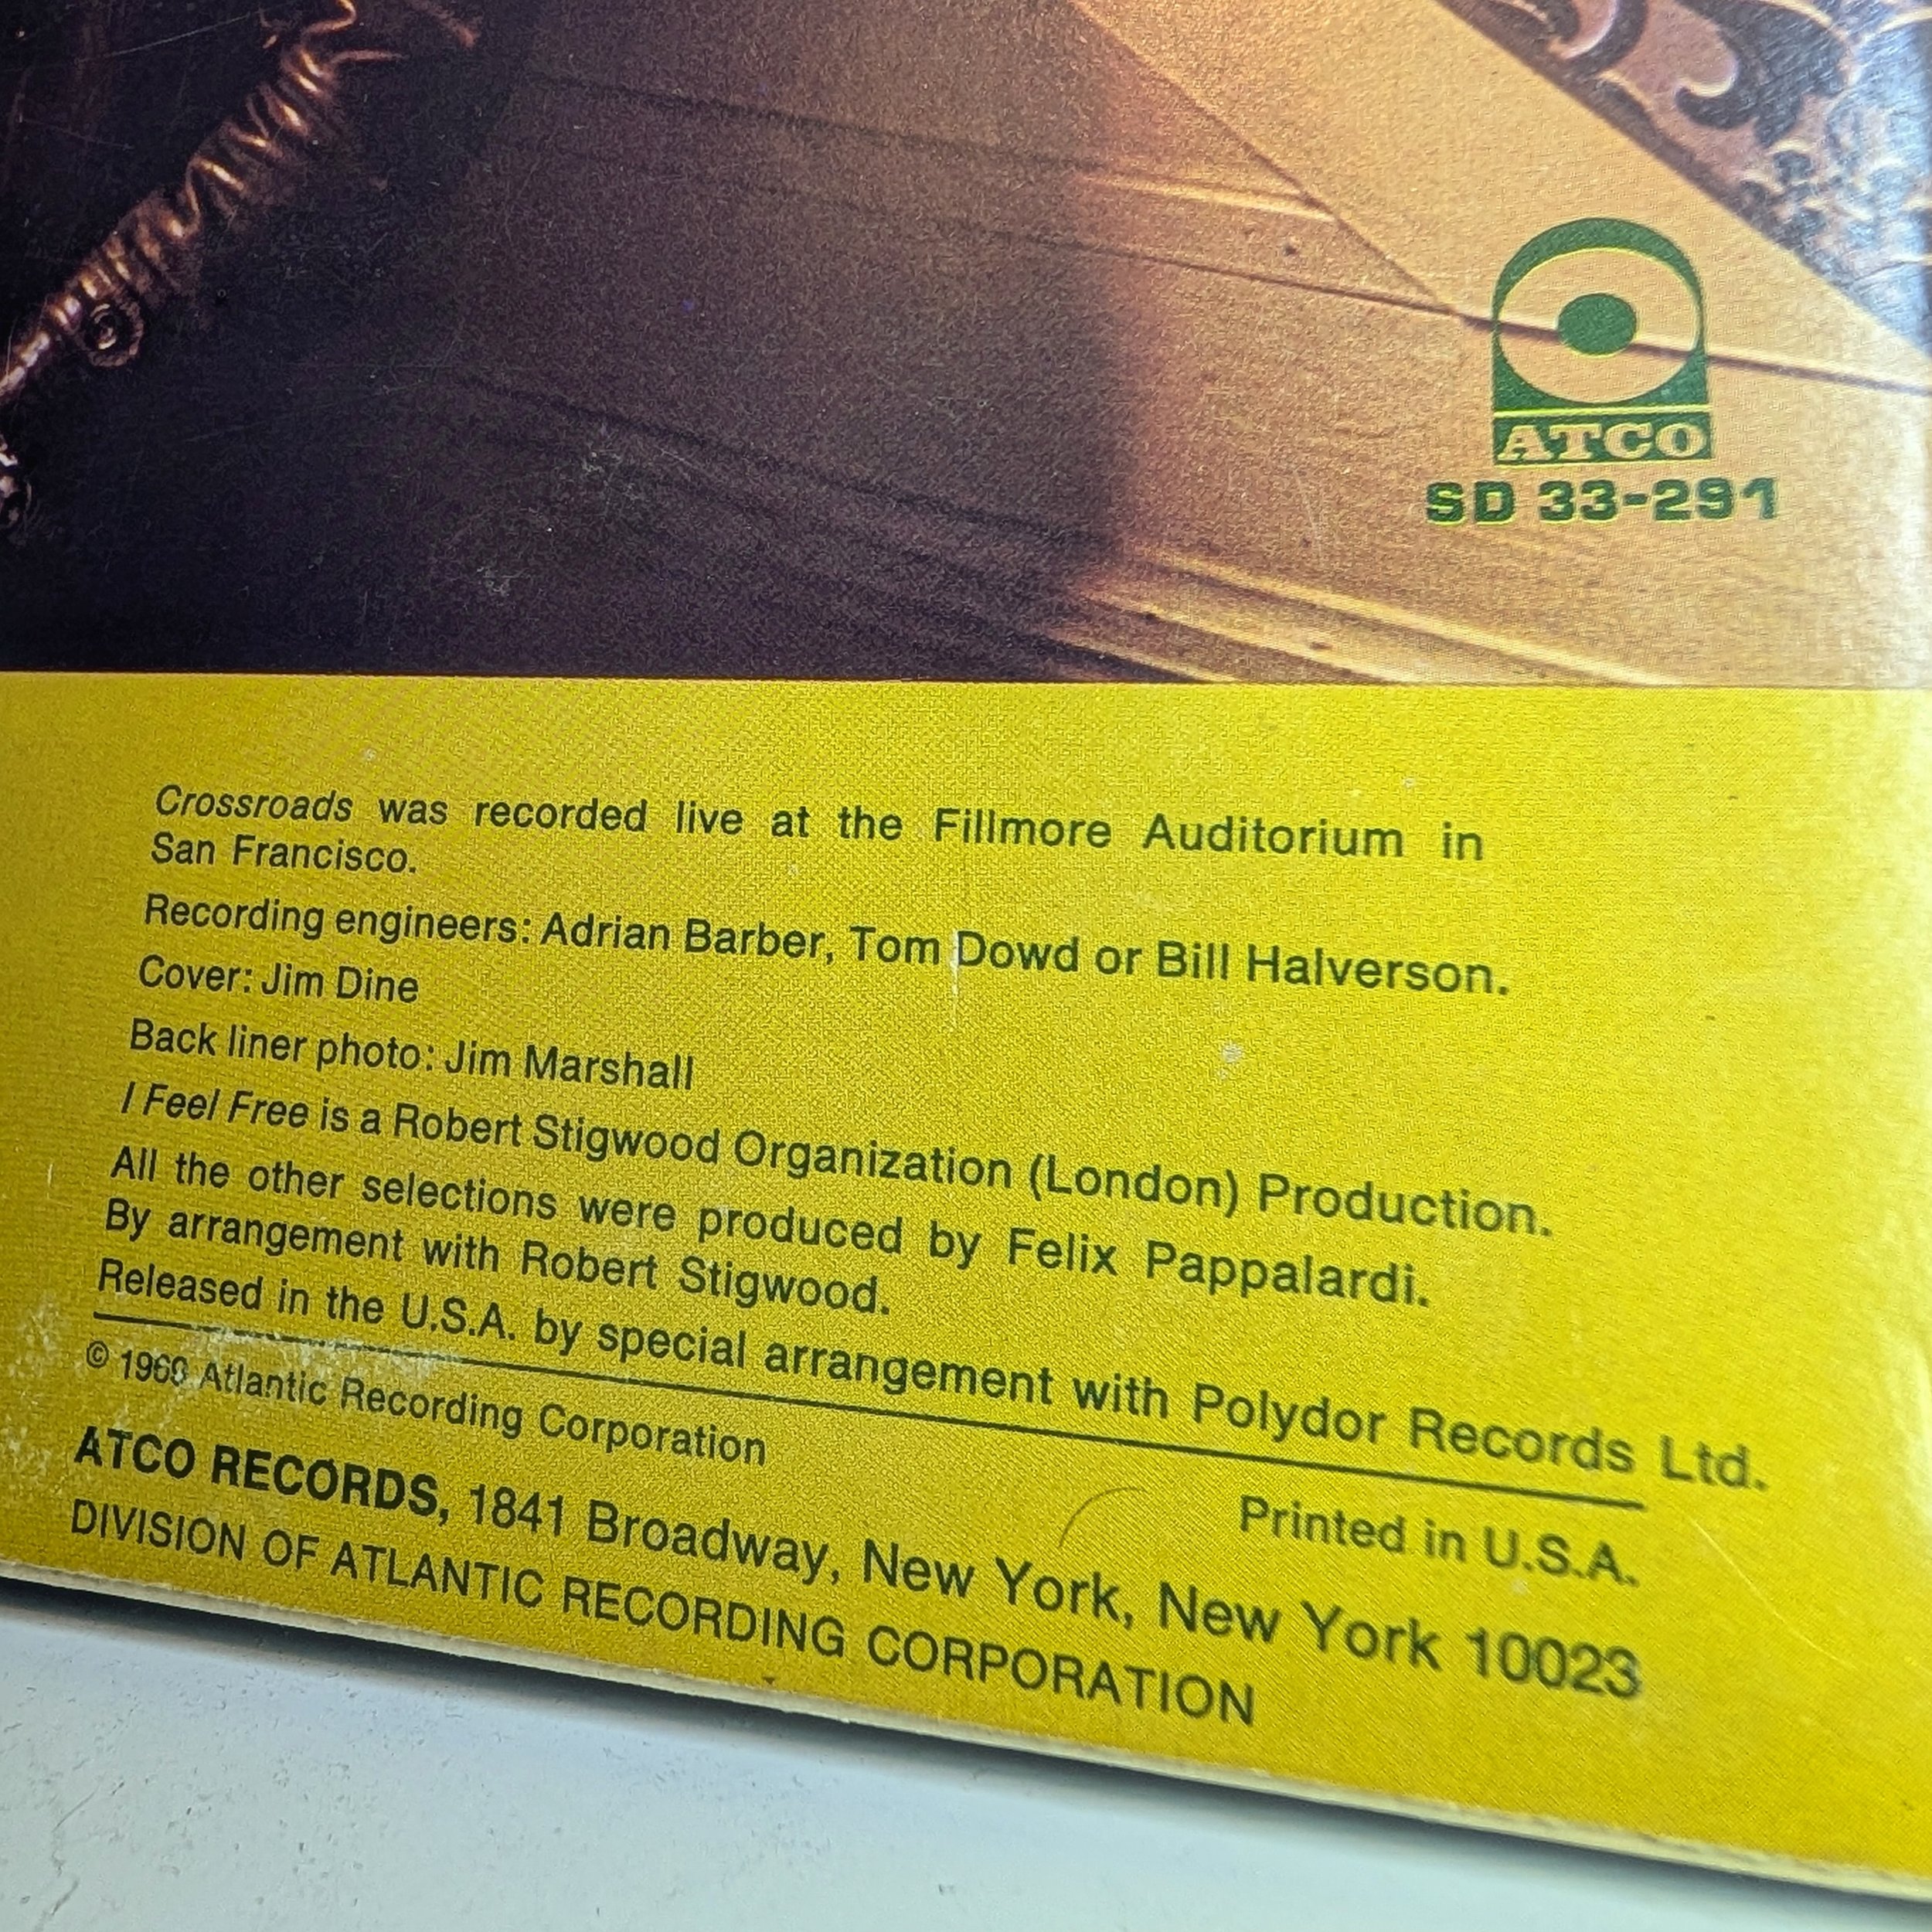 ATCO
SD 33-291
Crossroads was recorded live at the Fillmore Auditorium in
San Francisco.
Recording engineers: Adrian Barber, Tom Dowd or Bill Halverson.
Cover: Jim Dine
Back liner photo: Jim Marshall
I Feel Free is a Robert Stigwood Organization (London) Production.
All the other selections were produced by Felix Pappalardi.
By arrangement with Robert Stigwood.
Released in the U.S.A. by special arrangement with Polydor Records Ltd.
© 1969 Atlantic Recording Corporation
Printed in U.S.A.
ATCO RECORDS, 1841 Broadway, New York, New York 10023
DIVISION OF ATLANTIC RECORDING CORPORATION